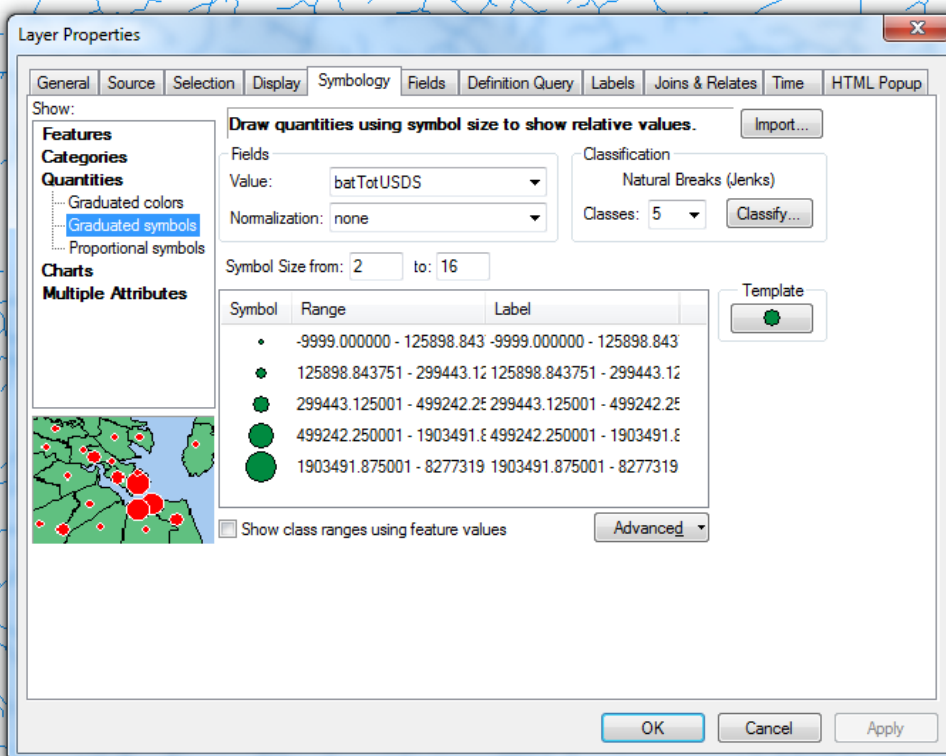 Layer Properties
General Source Selection Display Symbology Fields Definition Query Labels Joins & Relates Time HTML Popup
Show:
Features
Categories
Quantities
Graduated colors
Graduated symbols
Proportional symbols
Charts
Multiple Attributes
Draw quantities using symbol size to show relative values.
Import...
Fields
Value: batTotUSDS
Normalization: none
Classification
Natural Breaks (Jenks)
Classes: 5 Classify...
Symbol Size from: 2 to: 16
Symbol Range Label
-9999.000000 - 125898.843 -9999.000000 - 125898.843
125898.843751 - 299443.12 125898.843751 - 299443.12
299443.125001 - 499242.25 299443.125001 - 499242.25
499242.250001 - 1903491.8 499242.250001 - 1903491.8
1903491.875001 - 8277319 1903491.875001 - 8277319
Template
Show class ranges using feature values
Advanced
OK Cancel Apply